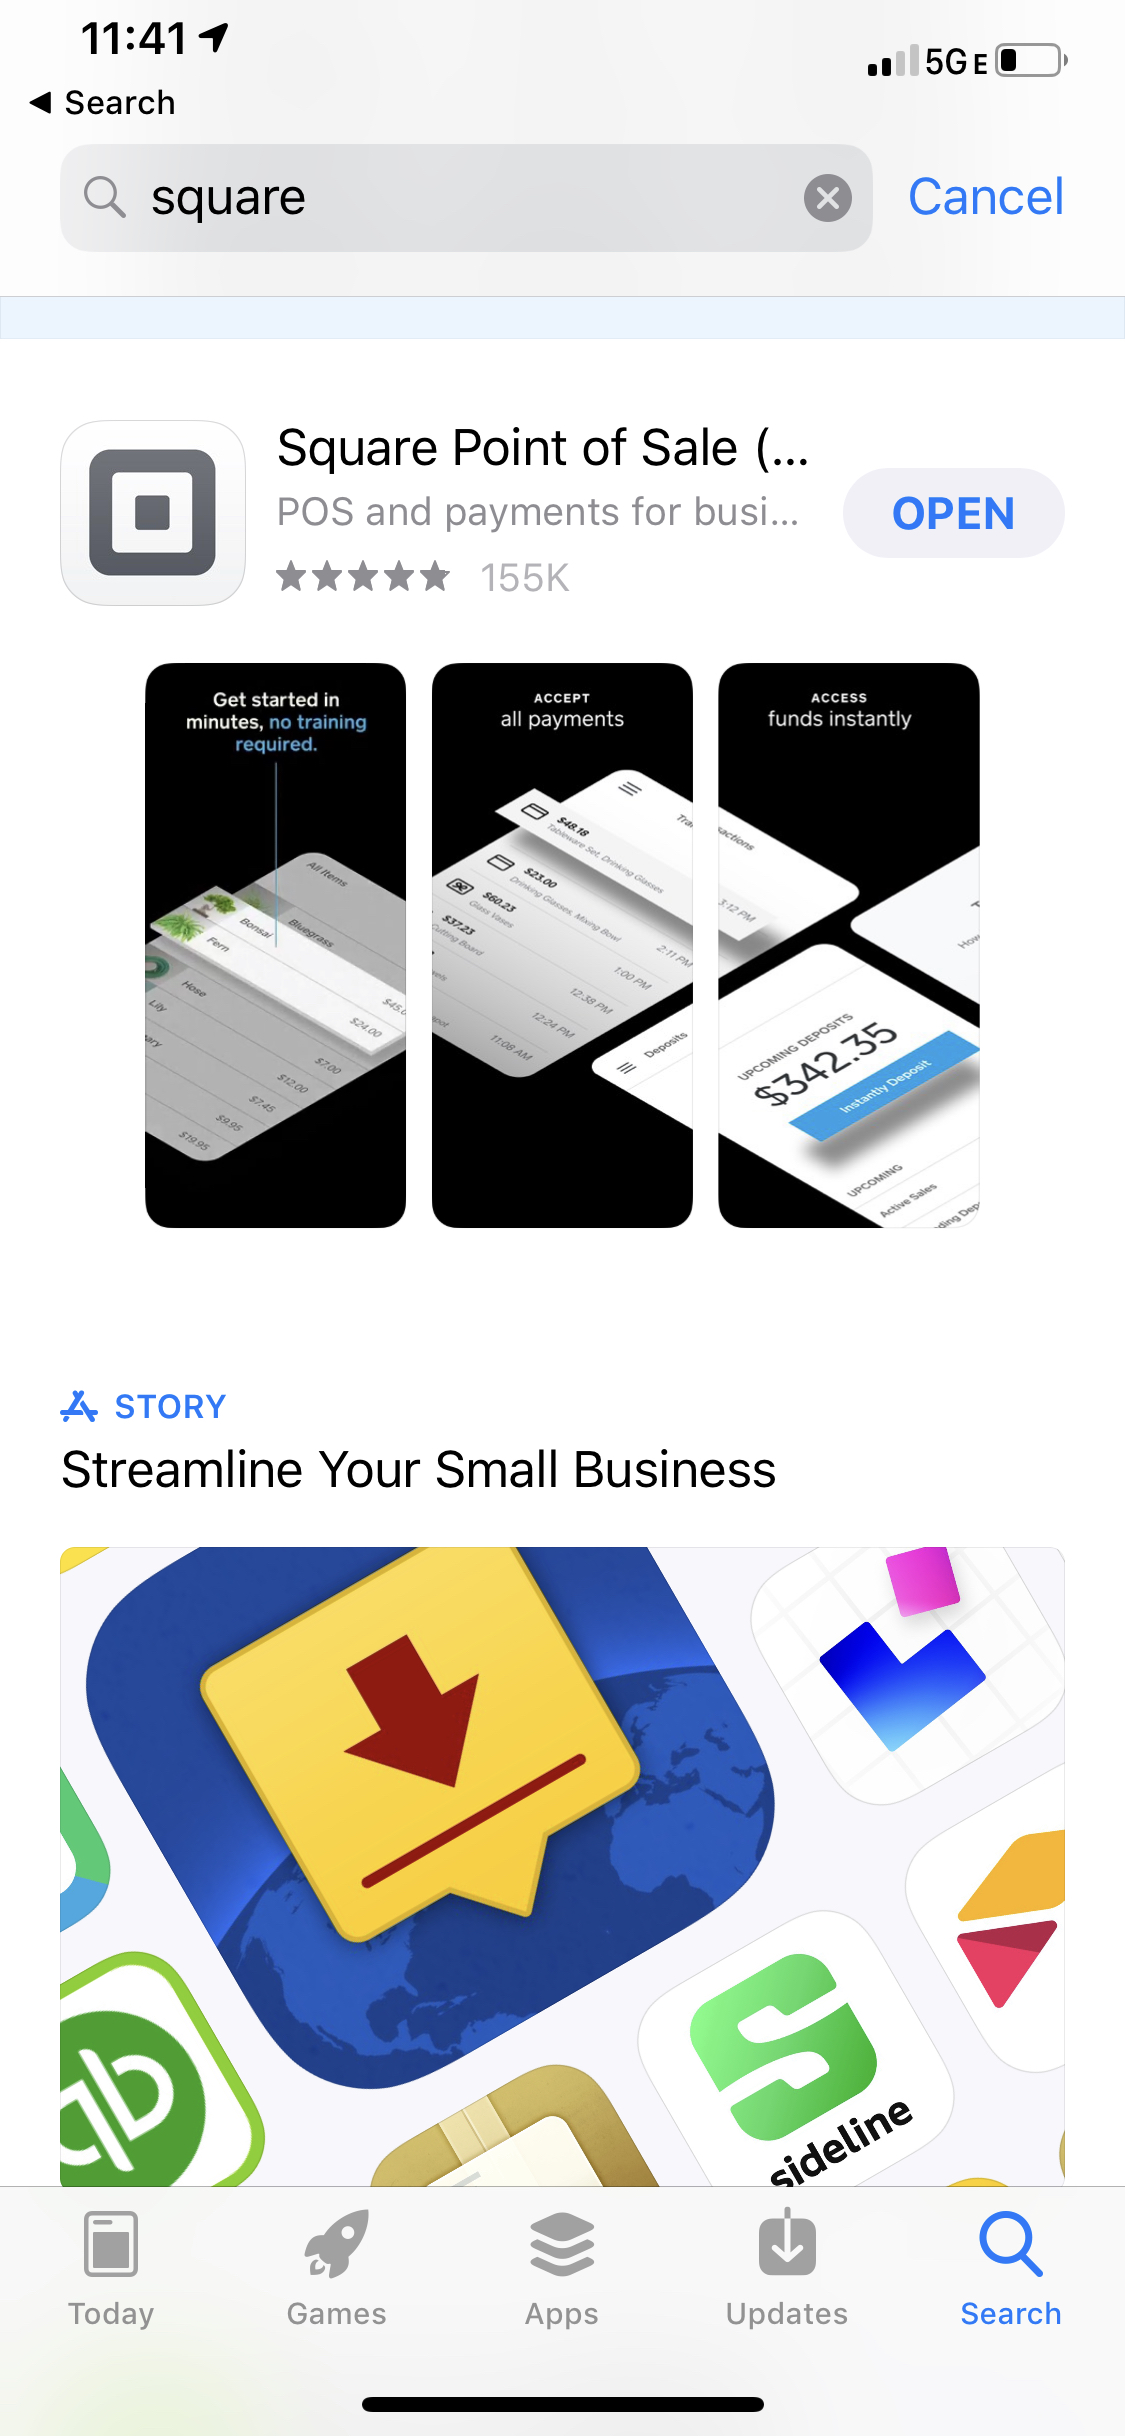 11:41
5G E
Search
square
Cancel
Square Point of Sale (...
POS and payments for busi...
OPEN
155K
Get started in
minutes, no training
required.
All Items
Bluegrass
Bonsai
Fern
Hose
Lily
$45.0
$24.00
$7.00
$12.00
$7.45
$9.95
$19.95
ACCEPT
all payments
$48.18
Tableware Set, Drinking Glasses
$23.00
Drinking Glasses, Mixing Bowl
$60.23
Glass Vases
$37.23
Cutting Board
2:11 PM
1:00 PM
12:38 PM
12:24 PM
11:08 AM
Deposits
ACCESS
funds instantly
3:12 PM
UPCOMING DEPOSITS
$342.35
Instantly Deposit
UPCOMING
Active Sales
STORY
Streamline Your Small Business
qb
sideline
Today
Games
Apps
Updates
Search